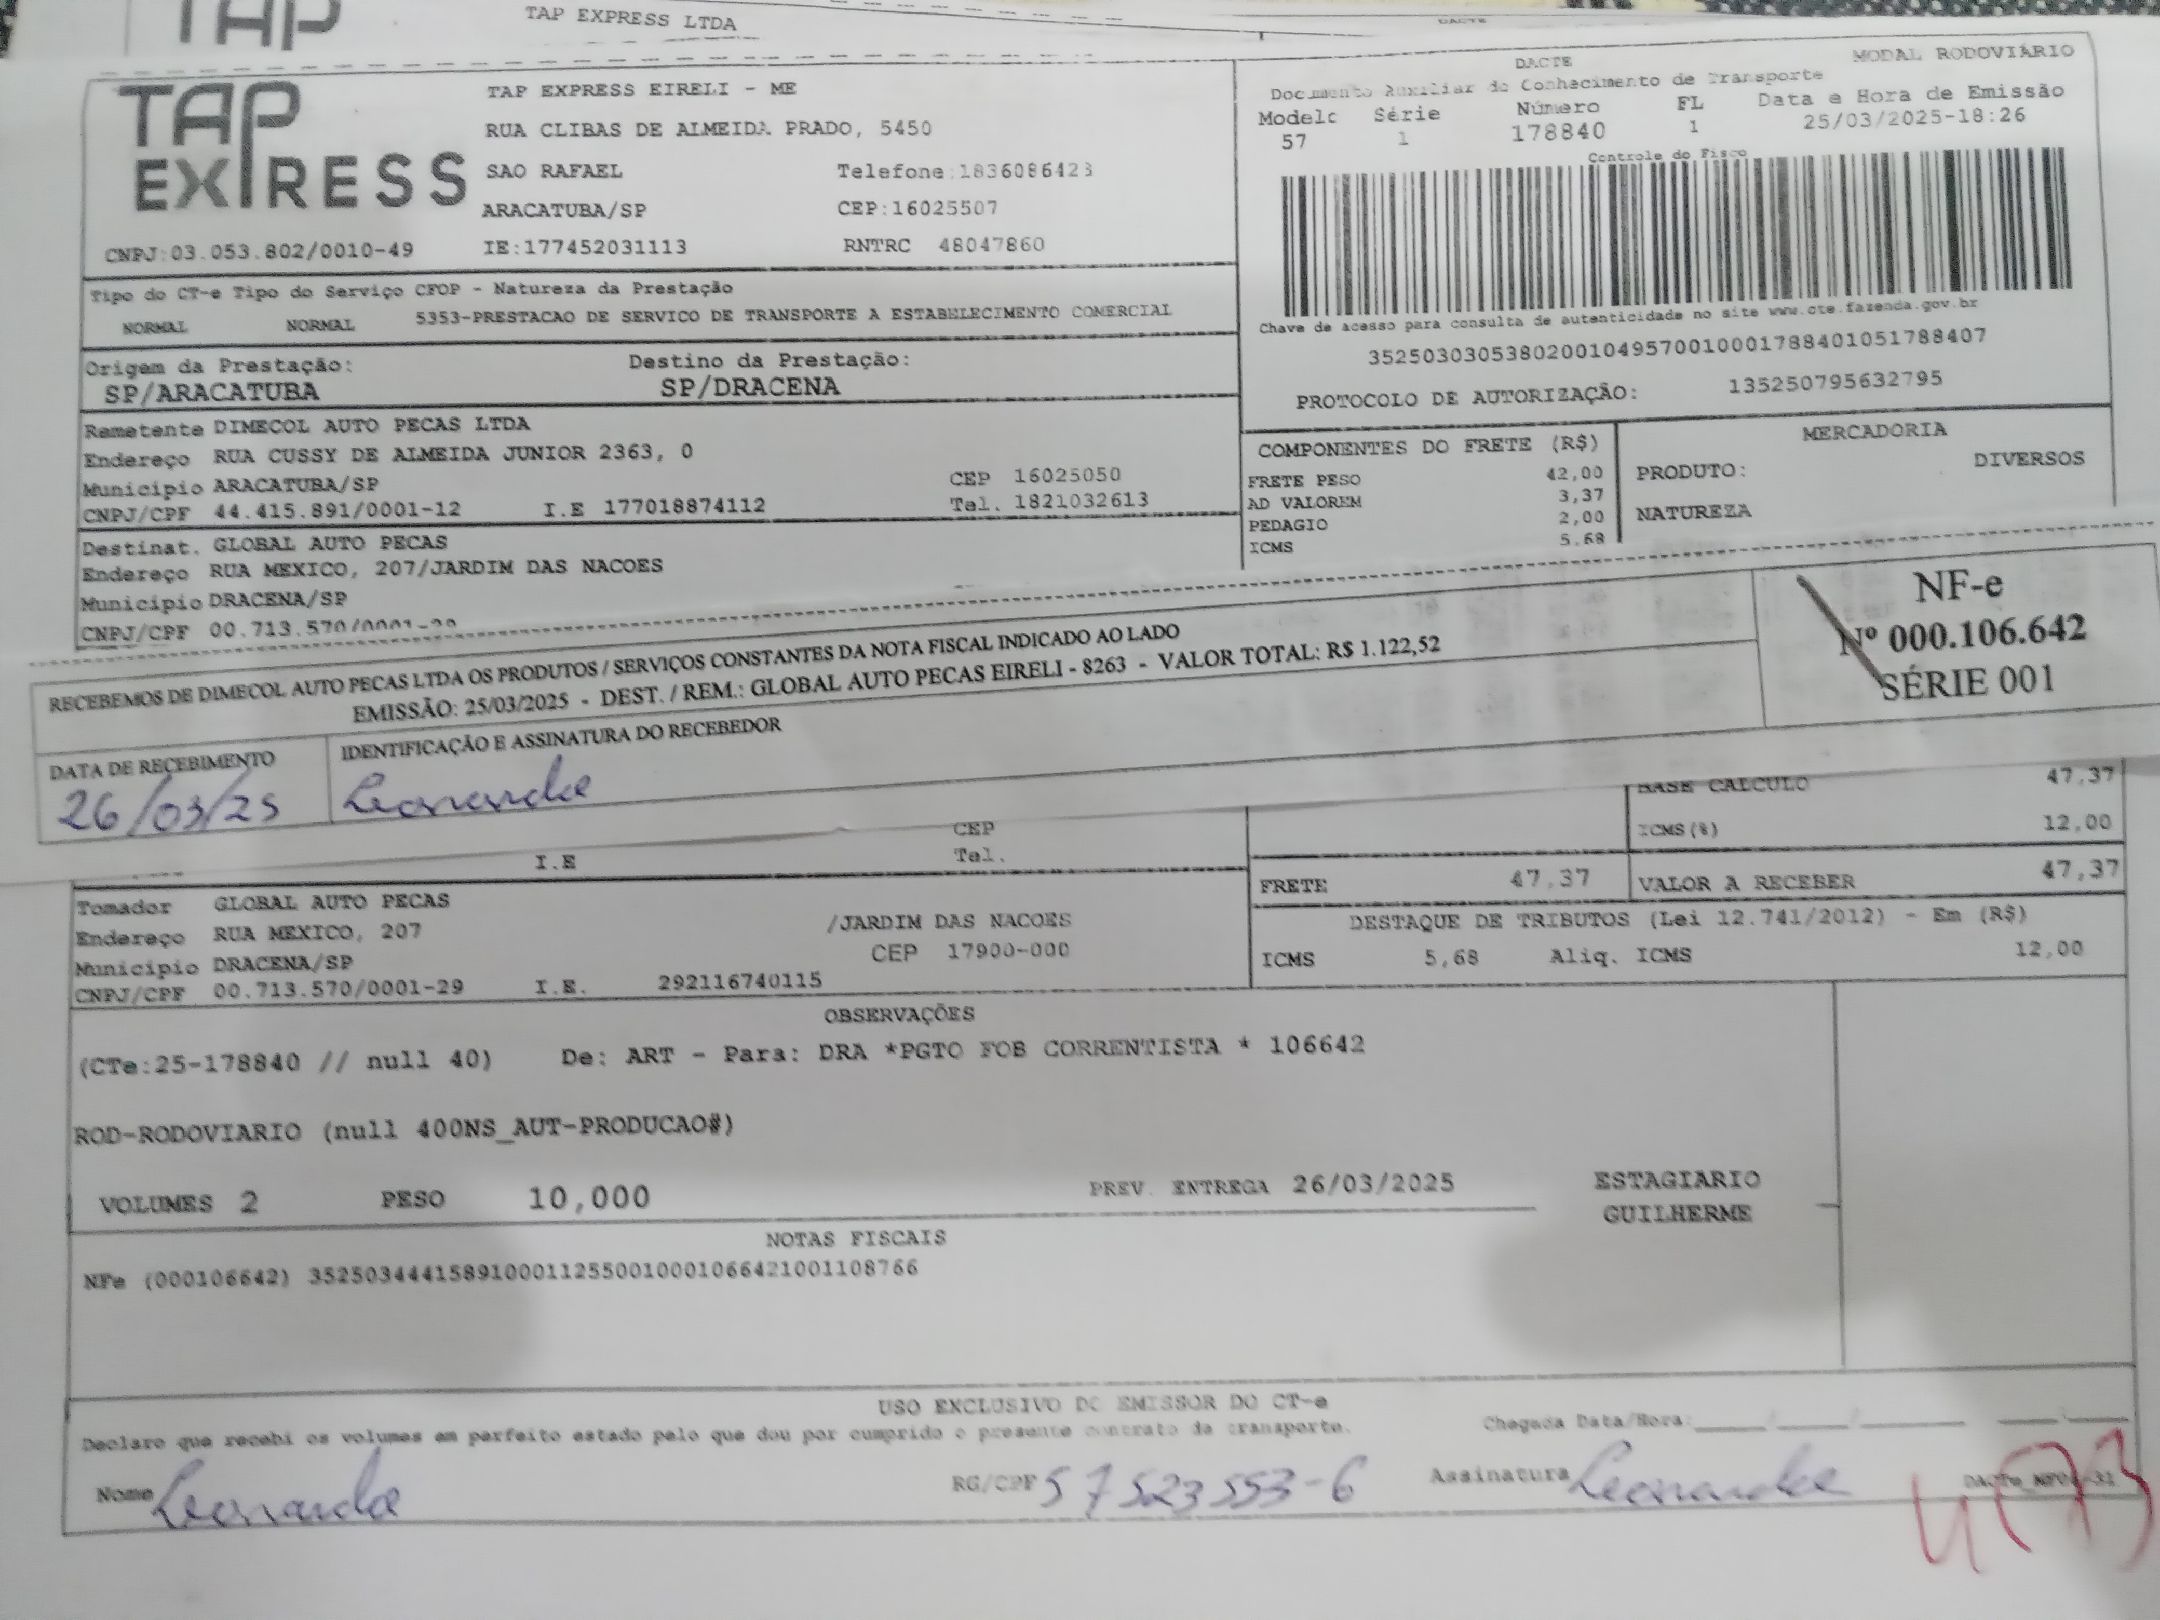 TAP EXPRESS LTDA
DACTE
TAP EXPRESS
TAP EXPRESS EIRELI - ME
RUA CLIBAS DE ALMEIDA PRADO, 5450
SAO RAFAEL Telefone:1836086423
ARACATUBA/SP CEP:16025507
CNPJ:03.053.802/0010-49 IE:177452031113 RNTRC 48047860
DACTE MODAL RODOVIÁRIO
Documento Auxiliar do Conhecimento de Transporte
Modelo Série Número FL Data e Hora de Emissão
57 1 178840 1 25/03/2025-18:26
Controle do Fisco
Chave de acesso para consulta de autenticidade no site www.cte.fazenda.gov.br
35250303053802001049570010001788401051788407
PROTOCOLO DE AUTORIZAÇÃO: 135250795632795
Tipo do CT-e Tipo do Serviço CFOP - Natureza da Prestação
NORMAL NORMAL 5353-PRESTACAO DE SERVICO DE TRANSPORTE A ESTABELECIMENTO COMERCIAL
Origem da Prestação: Destino da Prestação:
SP/ARACATUBA SP/DRACENA
Remetente DIMECOL AUTO PECAS LTDA
Endereço RUA CUSSY DE ALMEIDA JUNIOR 2363, 0
Município ARACATUBA/SP CEP 16025050
CNPJ/CPF 44.415.891/0001-12 I.E 177018874112 Tel. 1821032613
COMPONENTES DO FRETE (R$)
FRETE PESO 42,00
AD VALOREM 3,37
PEDAGIO 2,00
ICMS 5,68
MERCADORIA
PRODUTO: DIVERSOS
NATUREZA
Destinat. GLOBAL AUTO PECAS
Endereço RUA MEXICO, 207/JARDIM DAS NACOES
Município DRACENA/SP
CNPJ/CPF 00.713.570/0001-29
RECEBEMOS DE DIMECOL AUTO PECAS LTDA OS PRODUTOS / SERVIÇOS CONSTANTES DA NOTA FISCAL INDICADO AO LADO
EMISSÃO: 25/03/2025 - DEST. / REM.: GLOBAL AUTO PECAS EIRELI - 8263 - VALOR TOTAL: R$ 1.122,52
NF-e
Nº 000.106.642
SÉRIE 001
DATA DE RECEBIMENTO IDENTIFICAÇÃO E ASSINATURA DO RECEBEDOR
26/03/25 Leonardo
BASE CALCULO 47,37
ICMS(%) 12,00
CEP
I.E Tel.
FRETE 47,37 VALOR A RECEBER 47,37
Tomador GLOBAL AUTO PECAS
Endereço RUA MEXICO, 207 /JARDIM DAS NACOES
Município DRACENA/SP CEP 17900-000
CNPJ/CPF 00.713.570/0001-29 I.E. 292116740115
DESTAQUE DE TRIBUTOS (Lei 12.741/2012) - Em (R$)
ICMS 5,68 Aliq. ICMS 12,00
OBSERVAÇÕES
(CTe:25-178840 // null 40) De: ART - Para: DRA *PGTO FOB CORRENTISTA * 106642
ROD-RODOVIARIO (null 400NS_AUT-PRODUCAO#)
VOLUMES 2 PESO 10,000 PREV. ENTREGA 26/03/2025 ESTAGIARIO
GUILHERME
NOTAS FISCAIS
NFe (000106642) 35250344415891000112550010001066421001108766
USO EXCLUSIVO DO EMISSOR DO CT-e
Declaro que recebi os volumes em perfeito estado pelo que dou por cumprido o presente contrato de transporte. Chegada Data/Hora:
Nome Leonardo RG/CPF 57523553-6 Assinatura Leonardo